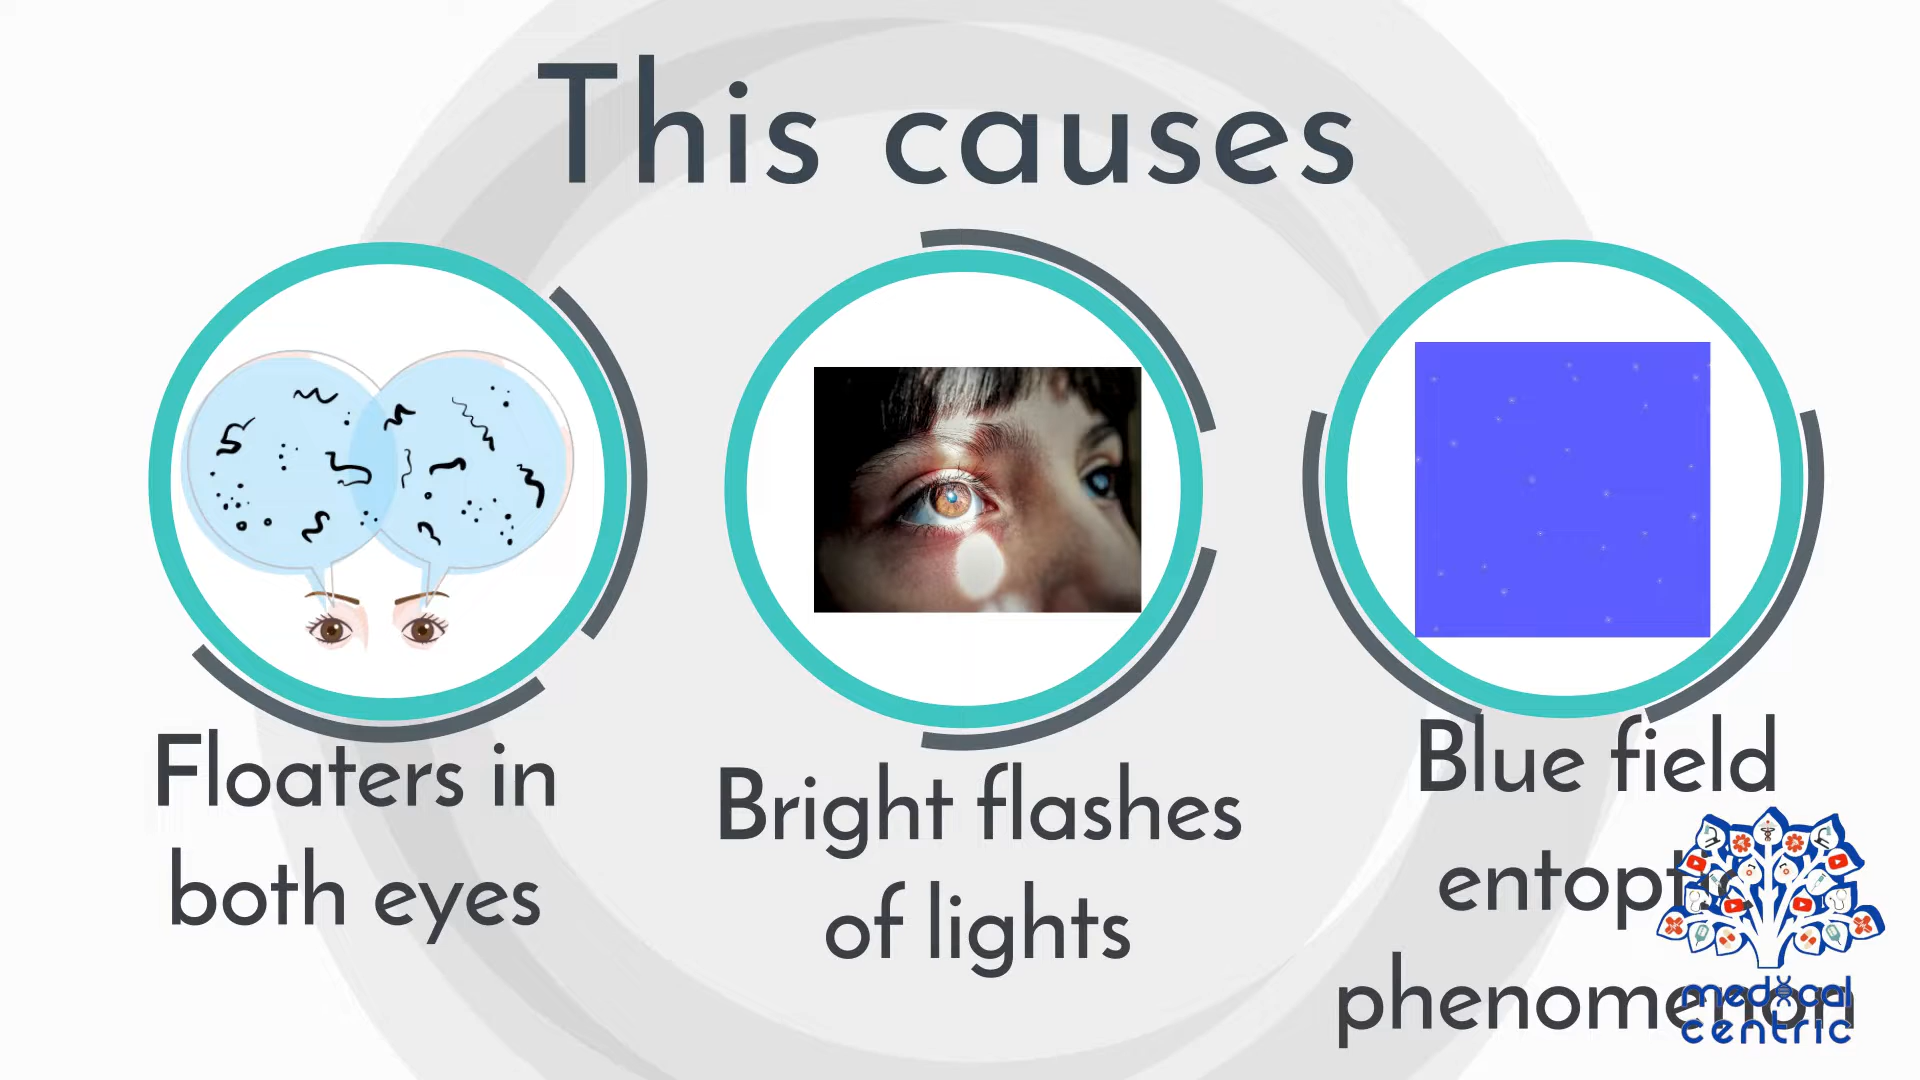 This causes
Floaters in
both eyes
Bright flashes
of lights
Blue field
entoptic
phenomenon
medical
centric